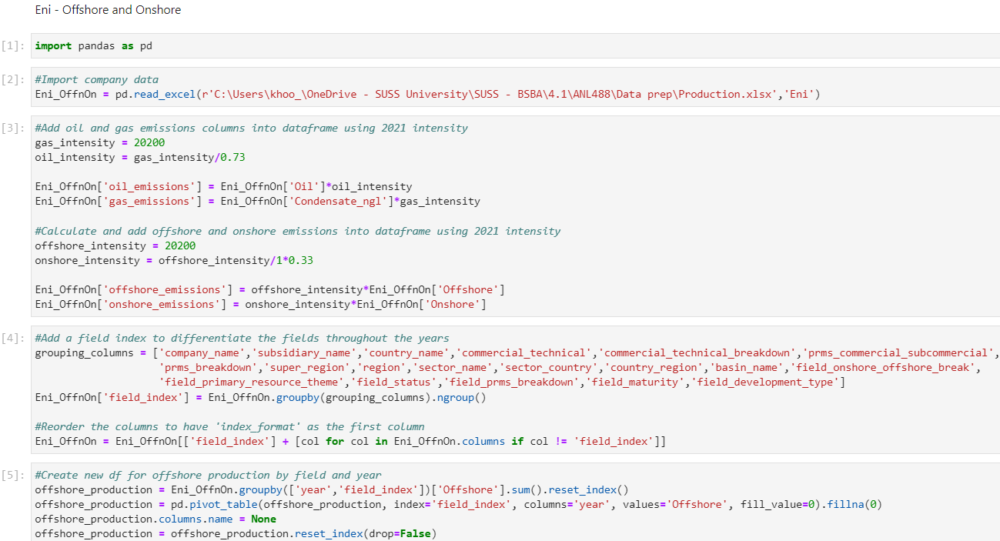 Eni - Offshore and Onshore
[1]: import pandas as pd
[2]: #Import company data
Eni_OffnOn = pd.read_excel(r'C:\Users\khoo_\OneDrive - SUSS University\SUSS - BSBA\4.1\ANL488\Data prep\Production.xlsx','Eni')
[3]: #Add oil and gas emissions columns into dataframe using 2021 intensity
gas_intensity = 20200
oil_intensity = gas_intensity/0.73
Eni_OffnOn['oil_emissions'] = Eni_OffnOn['Oil']*oil_intensity
Eni_OffnOn['gas_emissions'] = Eni_OffnOn['Condensate_ngl']*gas_intensity
#Calculate and add offshore and onshore emissions into dataframe using 2021 intensity
offshore_intensity = 20200
onshore_intensity = offshore_intensity/1*0.33
Eni_OffnOn['offshore_emissions'] = offshore_intensity*Eni_OffnOn['Offshore']
Eni_OffnOn['onshore_emissions'] = onshore_intensity*Eni_OffnOn['Onshore']
[4]: #Add a field index to differentiate the fields throughout the years
grouping_columns = ['company_name','subsidiary_name','country_name','commercial_technical','commercial_technical_breakdown','prms_commercial_subcommercial',
'prms_breakdown','super_region','region','sector_name','sector_country','country_region','basin_name','field_onshore_offshore_break',
'field_primary_resource_theme','field_status','field_prms_breakdown','field_maturity','field_development_type']
Eni_OffnOn['field_index'] = Eni_OffnOn.groupby(grouping_columns).ngroup()
#Reorder the columns to have 'index_format' as the first column
Eni_OffnOn = Eni_OffnOn[['field_index'] + [col for col in Eni_OffnOn.columns if col != 'field_index']]
[5]: #Create new df for offshore production by field and year
offshore_production = Eni_OffnOn.groupby(['year','field_index'])['Offshore'].sum().reset_index()
offshore_production = pd.pivot_table(offshore_production, index='field_index', columns='year', values='Offshore', fill_value=0).fillna(0)
offshore_production.columns.name = None
offshore_production = offshore_production.reset_index(drop=False)